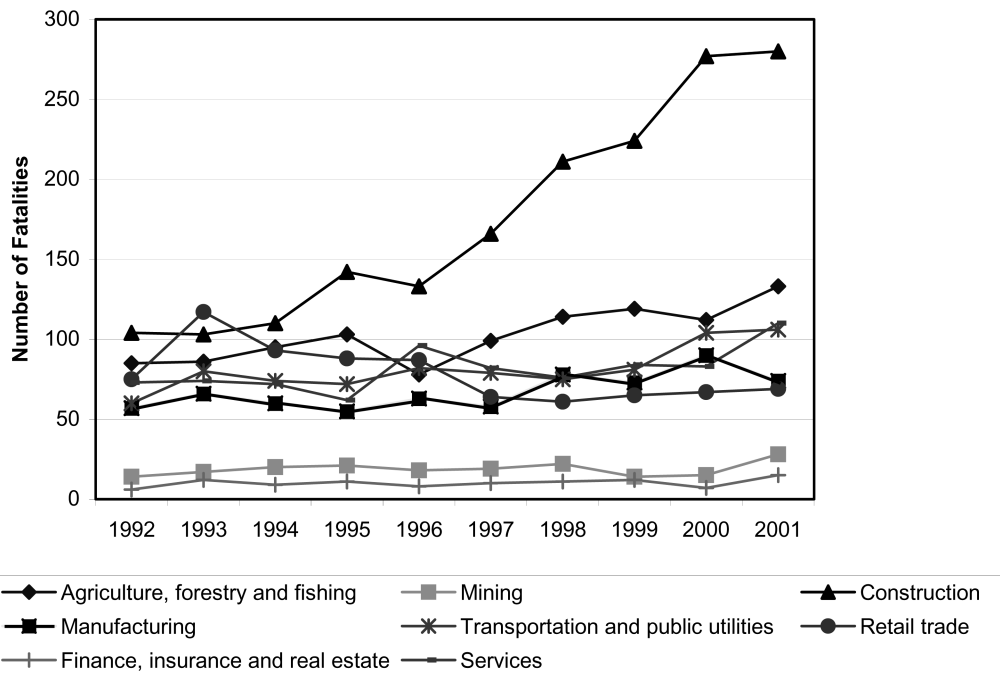 300
250
200
150
100
50
0
Number of Fatalities
1992 1993 1994 1995 1996 1997 1998 1999 2000 2001
Agriculture, forestry and fishing Mining Construction
Manufacturing Transportation and public utilities Retail trade
Finance, insurance and real estate Services